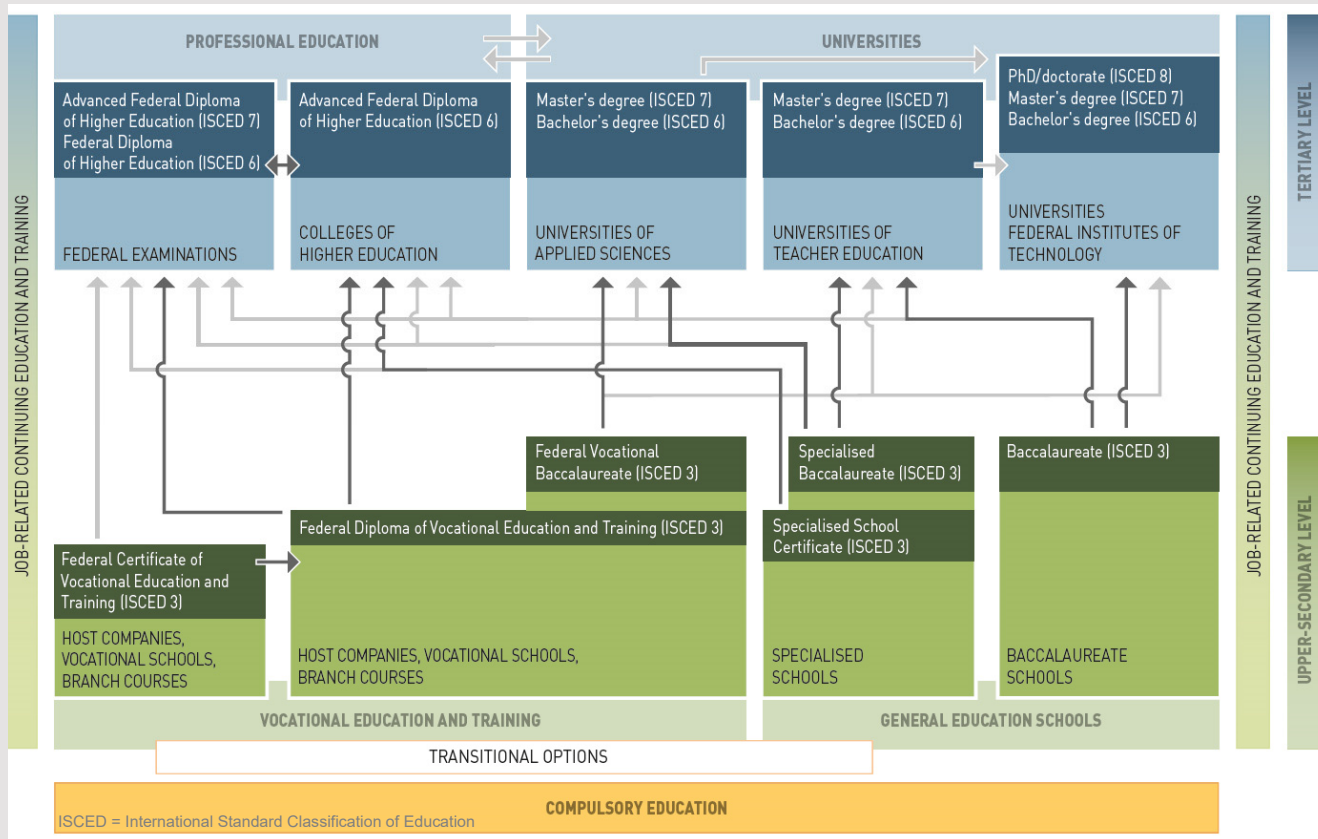 PROFESSIONAL EDUCATION
UNIVERSITIES
Advanced Federal Diploma
of Higher Education (ISCED 7)
Federal Diploma
of Higher Education (ISCED 6)
FEDERAL EXAMINATIONS
Advanced Federal Diploma
of Higher Education (ISCED 6)
COLLEGES OF
HIGHER EDUCATION
Master's degree (ISCED 7)
Bachelor's degree (ISCED 6)
UNIVERSITIES OF
APPLIED SCIENCES
Master's degree (ISCED 7)
Bachelor's degree (ISCED 6)
UNIVERSITIES OF
TEACHER EDUCATION
PhD/doctorate (ISCED 8)
Master's degree (ISCED 7)
Bachelor's degree (ISCED 6)
UNIVERSITIES
FEDERAL INSTITUTES OF
TECHNOLOGY
JOB-RELATED CONTINUING EDUCATION AND TRAINING
JOB-RELATED CONTINUING EDUCATION AND TRAINING
TERTIARY LEVEL
UPPER-SECONDARY LEVEL
Federal Vocational
Baccalaureate (ISCED 3)
Specialised
Baccalaureate (ISCED 3)
Baccalaureate (ISCED 3)
Federal Diploma of Vocational Education and Training (ISCED 3)
Specialised School
Certificate (ISCED 3)
Federal Certificate of
Vocational Education and
Training (ISCED 3)
HOST COMPANIES,
VOCATIONAL SCHOOLS,
BRANCH COURSES
HOST COMPANIES, VOCATIONAL SCHOOLS,
BRANCH COURSES
SPECIALISED
SCHOOLS
BACCALAUREATE
SCHOOLS
VOCATIONAL EDUCATION AND TRAINING
GENERAL EDUCATION SCHOOLS
TRANSITIONAL OPTIONS
COMPULSORY EDUCATION
ISCED = International Standard Classification of Education